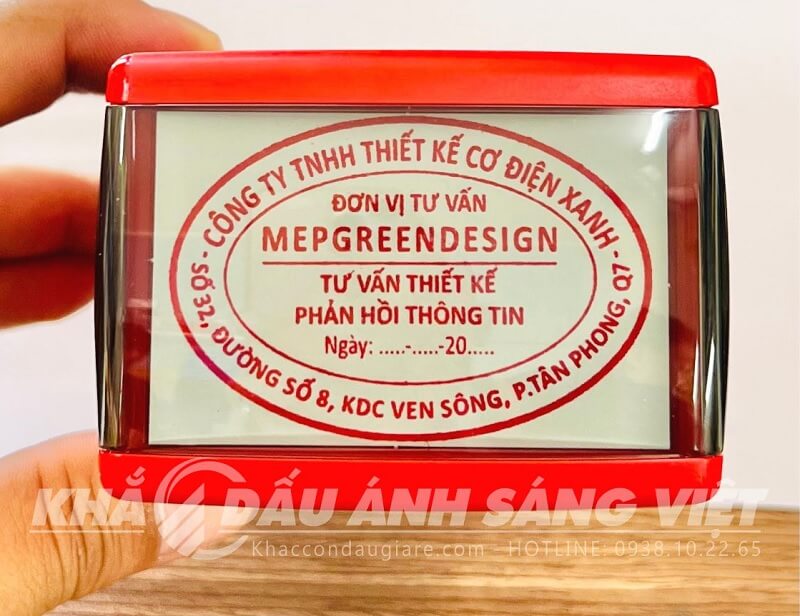 CÔNG TY TNHH THIẾT KẾ CƠ ĐIỆN XANH -
ĐƠN VỊ TƯ VẤN
MEPGREENDESIGN
TƯ VẤN THIẾT KẾ
PHẢN HỒI THÔNG TIN
Ngày: .....-.....-20.....
SỐ 32, ĐƯỜNG SỐ 8, KDC VEN SÔNG, P.TÂN PHONG, Q7 -
KHẮC DẤU ÁNH SÁNG VIỆT
Khaccondaugiare.com - HOTLINE: 0938.10.22.65